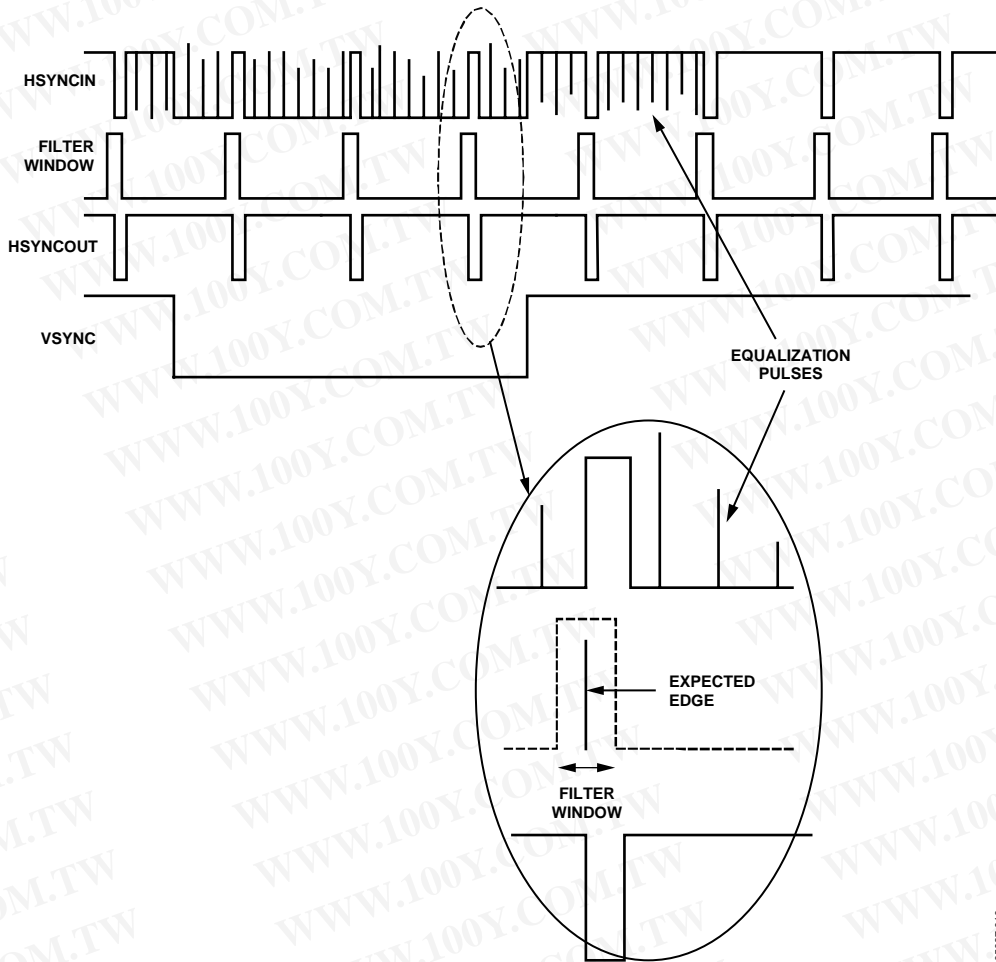 HSYNCIN
FILTER
WINDOW
HSYNCOUT
VSYNC
EQUALIZATION
PULSES
EXPECTED
EDGE
FILTER
WINDOW
WWW.100Y.COM.TW